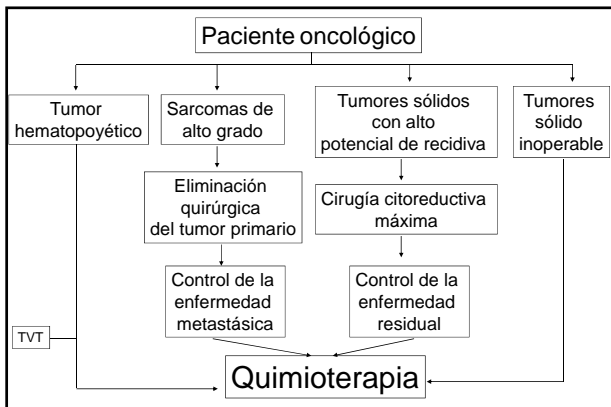 Paciente oncológico
Tumor
hematopoyético
Sarcomas de
alto grado
Tumores sólidos
con alto
potencial de recidiva
Tumores
sólido
inoperable
Eliminación
quirúrgica
del tumor primario
Cirugía citoreductiva
máxima
Control de la
enfermedad
metastásica
Control de la
enfermedad
residual
TVT
Quimioterapia